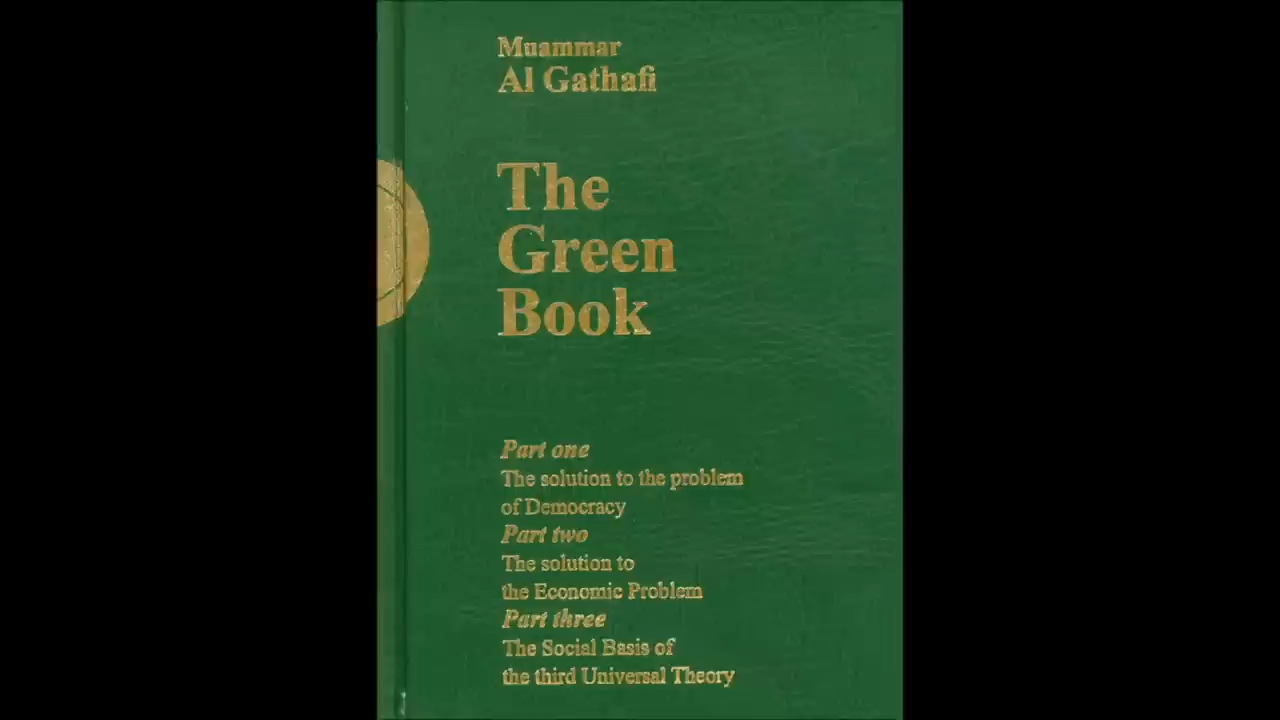 Muammar
Al Gathafi
The
Green
Book
Part one
The solution to the problem
of Democracy
Part two
The solution to
the Economic Problem
Part three
The Social Basis of
the third Universal Theory